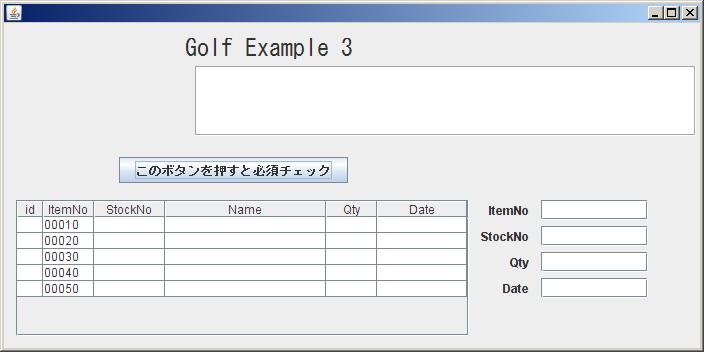 Golf Example 3
このボタンを押すと必須チェック
id ItemNo StockNo Name Qty Date
00010
00020
00030
00040
00050
ItemNo
StockNo
Qty
Date